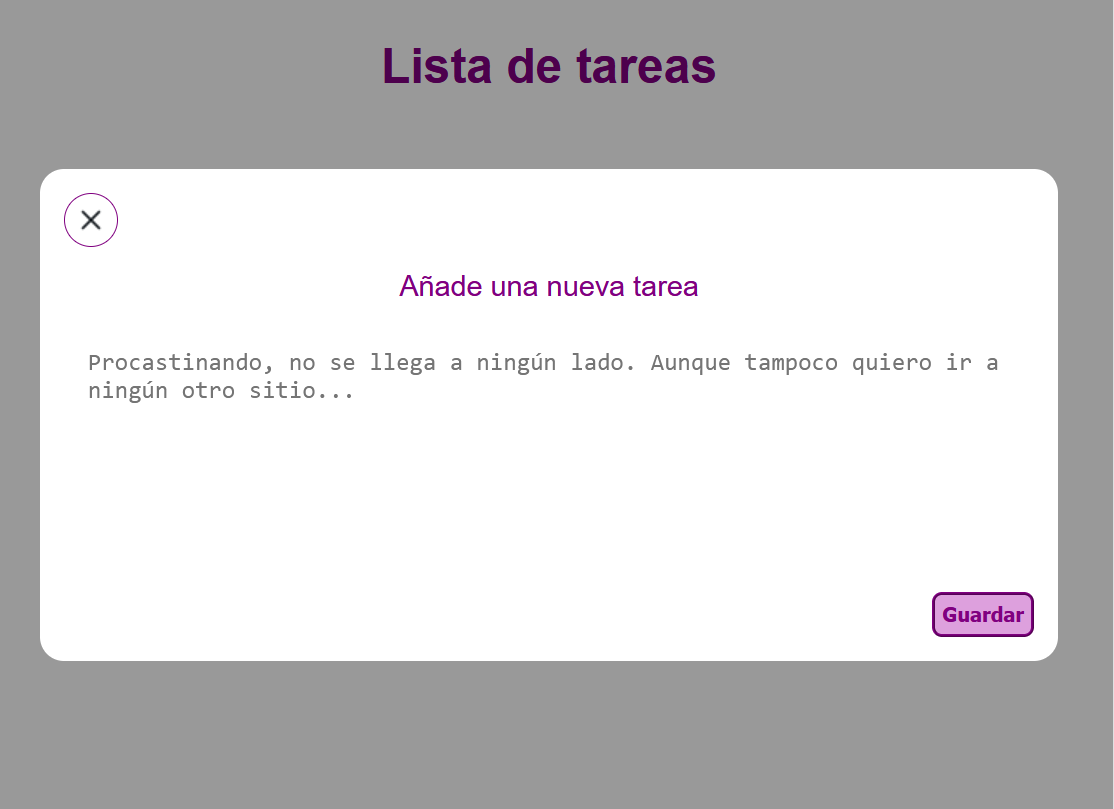 Lista de tareas
Añade una nueva tarea
Procastinando, no se llega a ningún lado. Aunque tampoco quiero ir a
ningún otro sitio...
Guardar